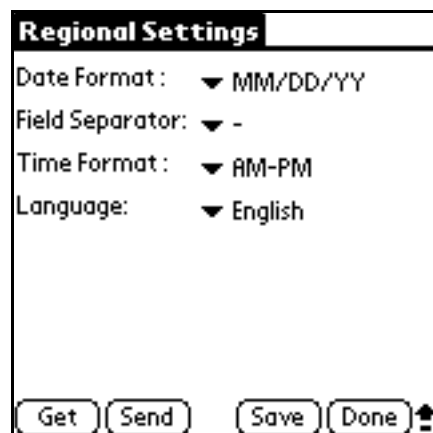 Regional Settings
Date Format: MM/DD/YY
Field Separator: -
Time Format: AM-PM
Language: English
Get Send Save Done